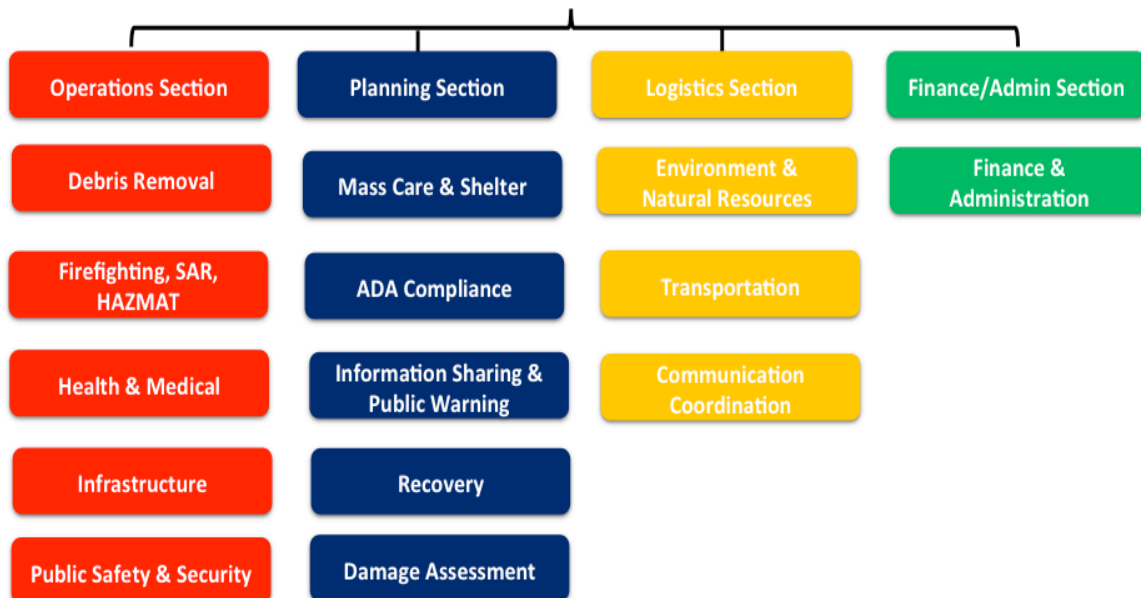 Operations Section
Planning Section
Logistics Section
Finance/Admin Section
Debris Removal
Mass Care & Shelter
Environment &
Natural Resources
Finance &
Administration
Firefighting, SAR,
HAZMAT
ADA Compliance
Transportation
Health & Medical
Information Sharing &
Public Warning
Communication
Coordination
Infrastructure
Recovery
Public Safety & Security
Damage Assessment